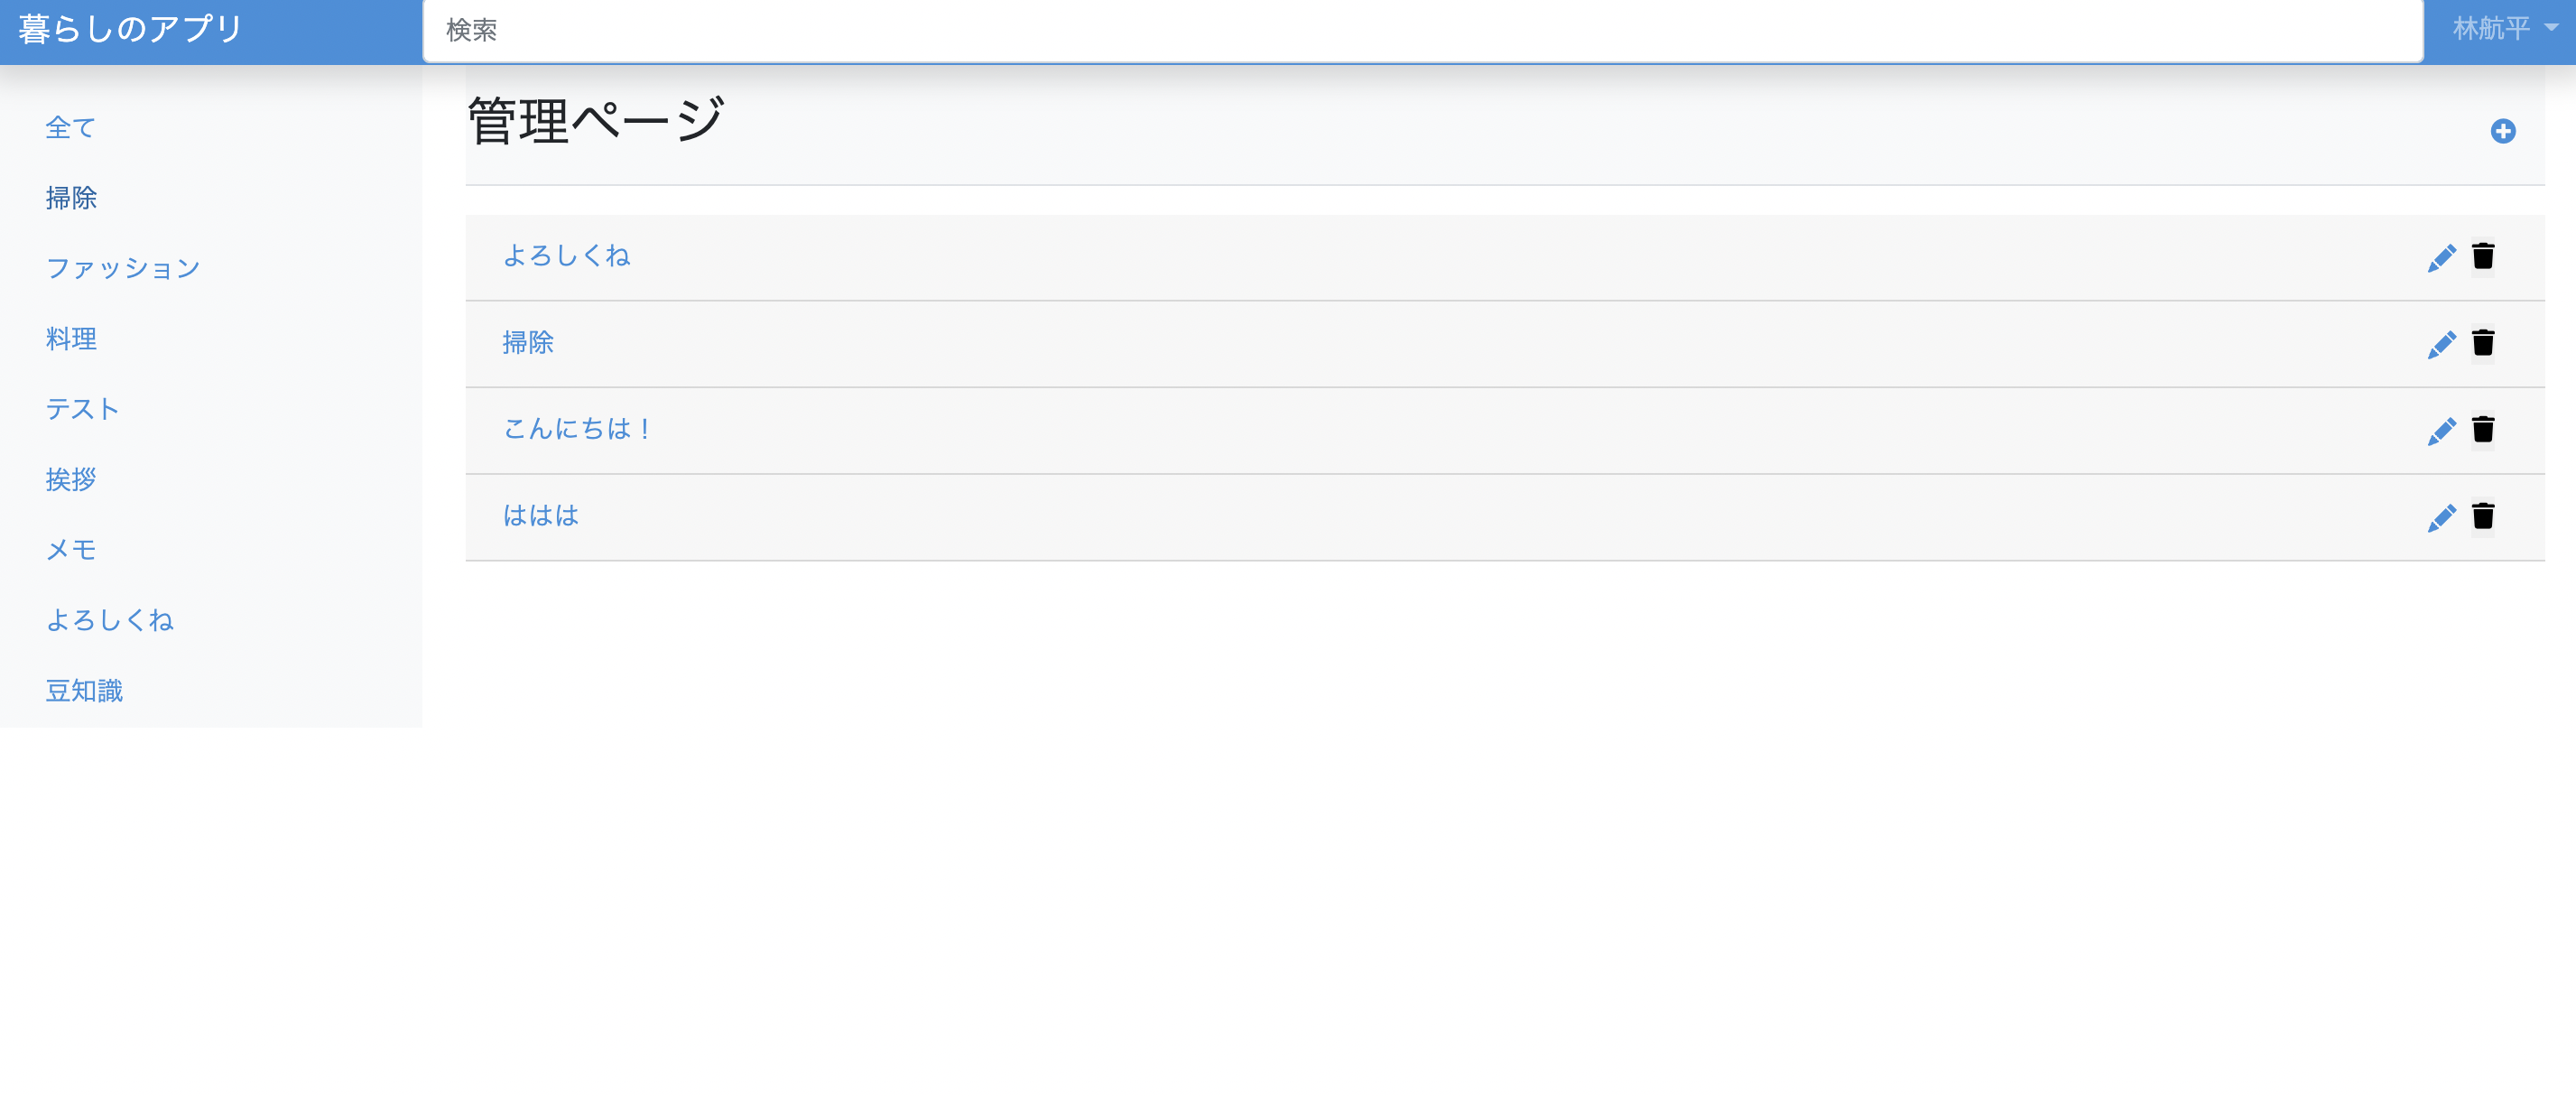 暮らしのアプリ
検索
林航平
全て
掃除
ファッション
料理
テスト
挨拶
メモ
よろしくね
豆知識
管理ページ
よろしくね
掃除
こんにちは！
ははは